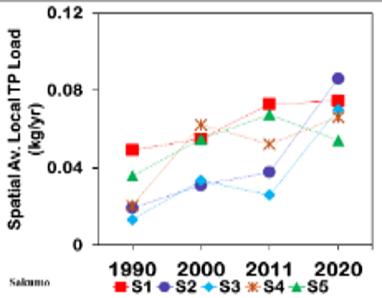 Spatial Av. Local TP Load
(kg/yr)
0.12
0.08
0.04
0
1990 2000 2011 2020
Sakumo
S1 S2 S3 S4 S5